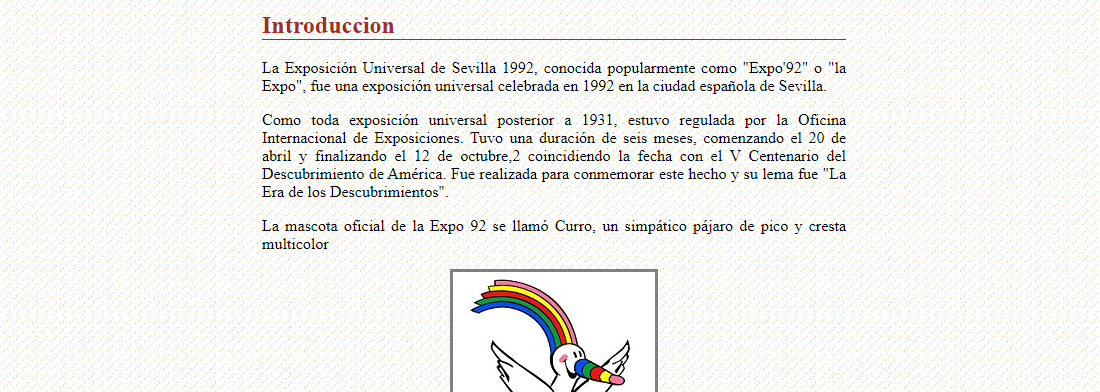 Introduccion
La Exposición Universal de Sevilla 1992, conocida popularmente como "Expo'92" o "la
Expo", fue una exposición universal celebrada en 1992 en la ciudad española de Sevilla.
Como toda exposición universal posterior a 1931, estuvo regulada por la Oficina
Internacional de Exposiciones. Tuvo una duración de seis meses, comenzando el 20 de
abril y finalizando el 12 de octubre,2 coincidiendo la fecha con el V Centenario del
Descubrimiento de América. Fue realizada para conmemorar este hecho y su lema fue "La
Era de los Descubrimientos".
La mascota oficial de la Expo 92 se llamó Curro, un simpático pájaro de pico y cresta
multicolor